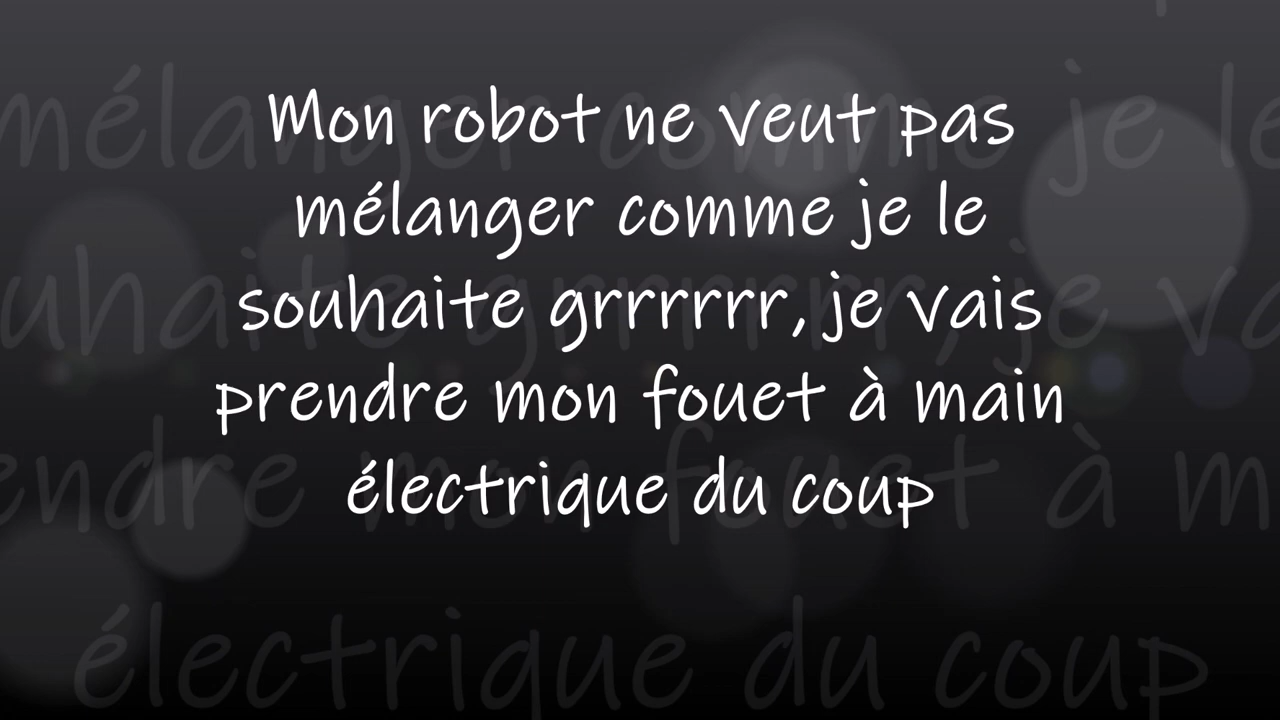 Mon robot ne veut pas
mélanger comme je le
souhaite grrrrrr, je vais
prendre mon fouet à main
électrique du coup